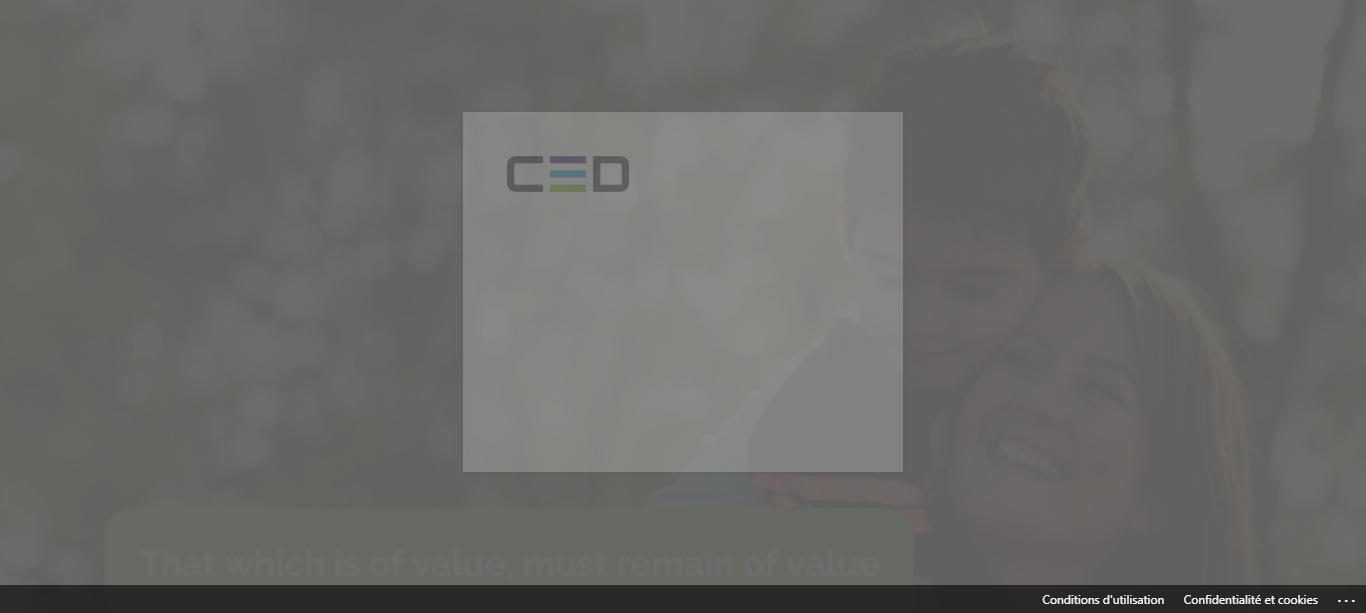 CED
That which is of value, must remain of value
Conditions d'utilisation Confidentialité et cookies ...